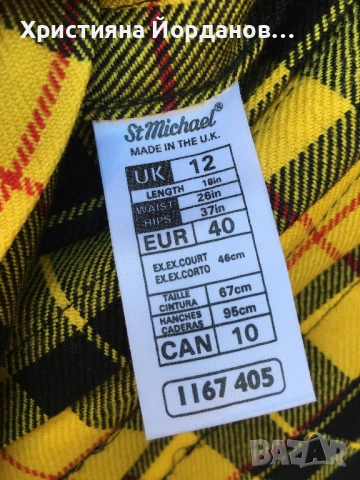 Християна Йорданов...
St Michael®
MADE IN THE U.K.
UK 12
LENGTH 18in
WAIST 26in
HIPS 37in
EUR 40
EX.EX.COURT 46cm
EX.EX.CORTO
TAILLE 67cm
CINTURA
HANCHES 95cm
CADERAS
CAN 10
1167 405
BAZAR